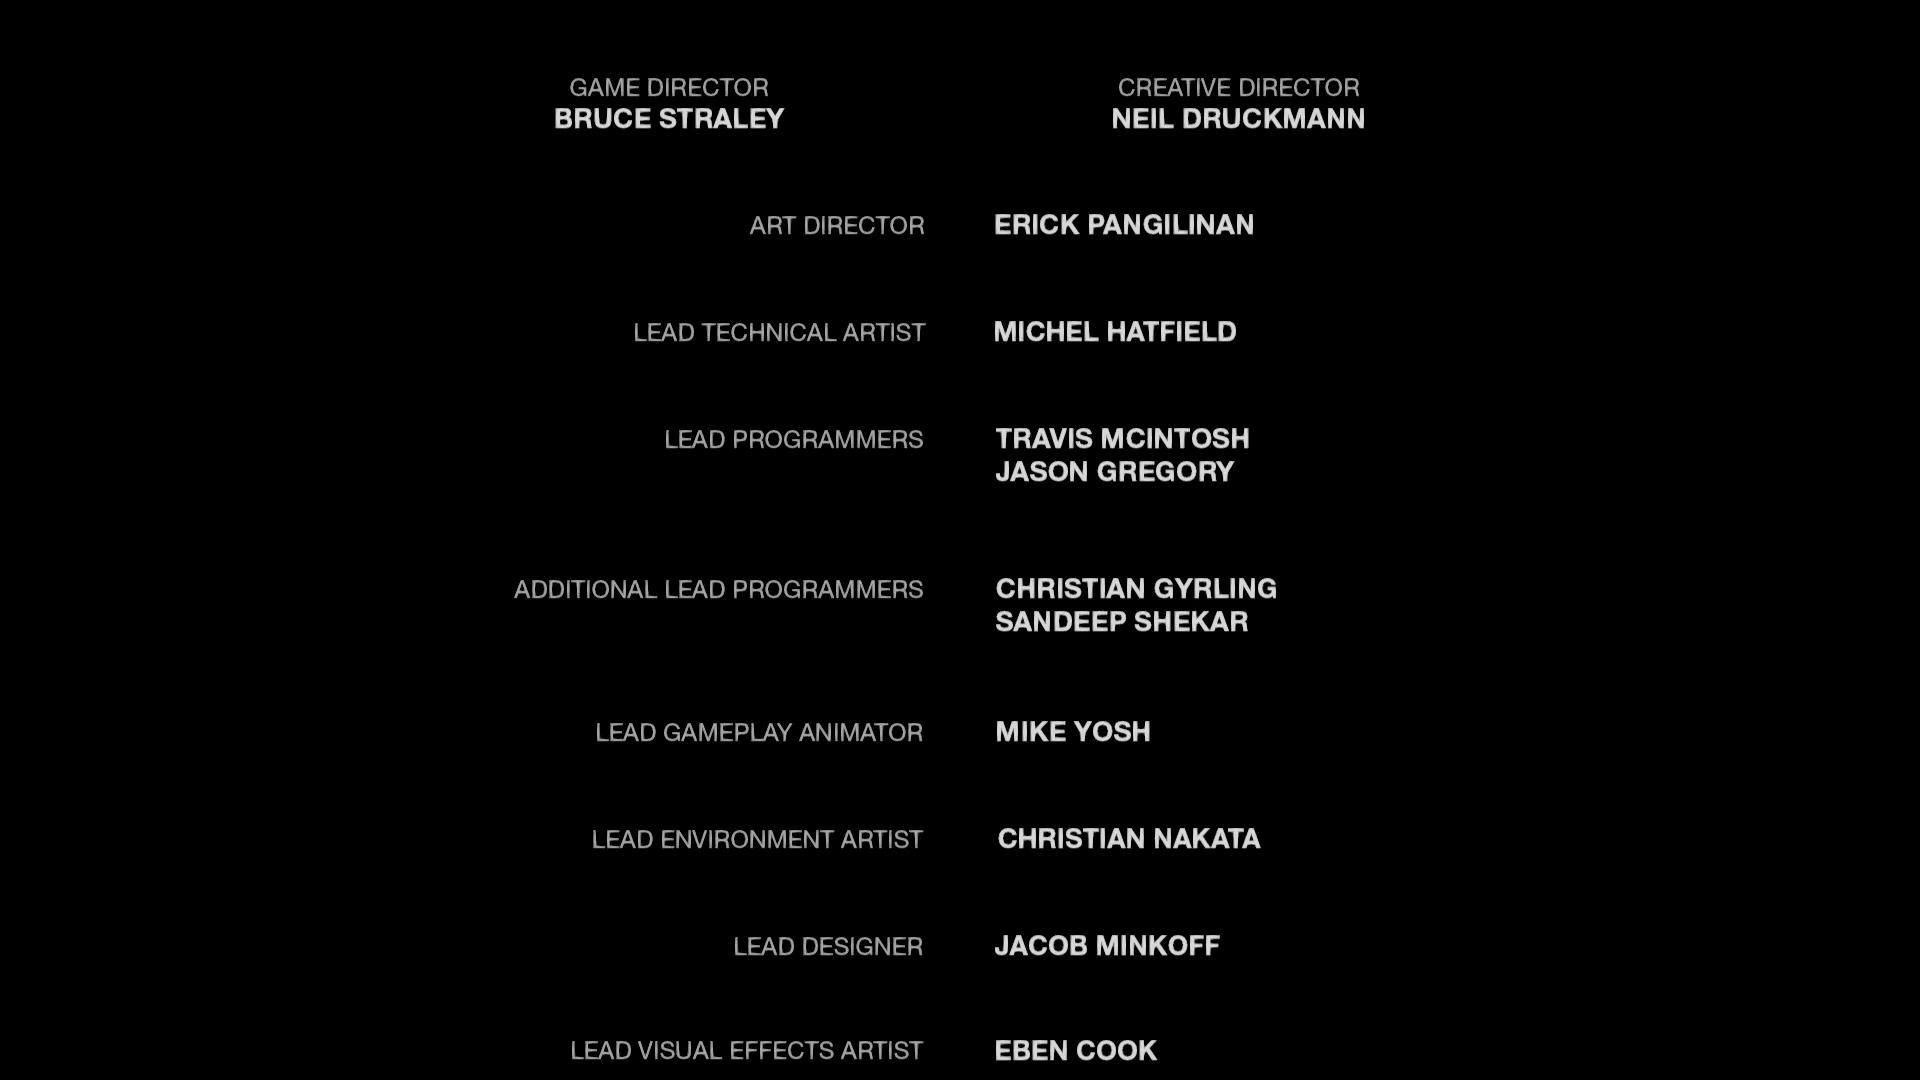 GAME DIRECTOR
BRUCE STRALEY
CREATIVE DIRECTOR
NEIL DRUCKMANN
ART DIRECTOR ERICK PANGILINAN
LEAD TECHNICAL ARTIST MICHEL HATFIELD
LEAD PROGRAMMERS TRAVIS MCINTOSH
JASON GREGORY
ADDITIONAL LEAD PROGRAMMERS CHRISTIAN GYRLING
SANDEEP SHEKAR
LEAD GAMEPLAY ANIMATOR MIKE YOSH
LEAD ENVIRONMENT ARTIST CHRISTIAN NAKATA
LEAD DESIGNER JACOB MINKOFF
LEAD VISUAL EFFECTS ARTIST EBEN COOK